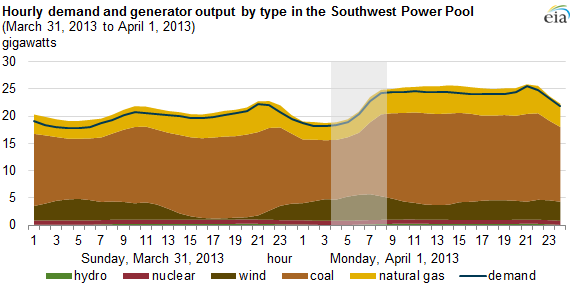 Hourly demand and generator output by type in the Southwest Power Pool
(March 31, 2013 to April 1, 2013)
gigawatts
eia
30
25
20
15
10
5
0
1 3 5 7 9 11 13 15 17 19 21 23 1 3 5 7 9 11 13 15 17 19 21 23
Sunday, March 31, 2013 hour Monday, April 1, 2013
hydro nuclear wind coal natural gas demand